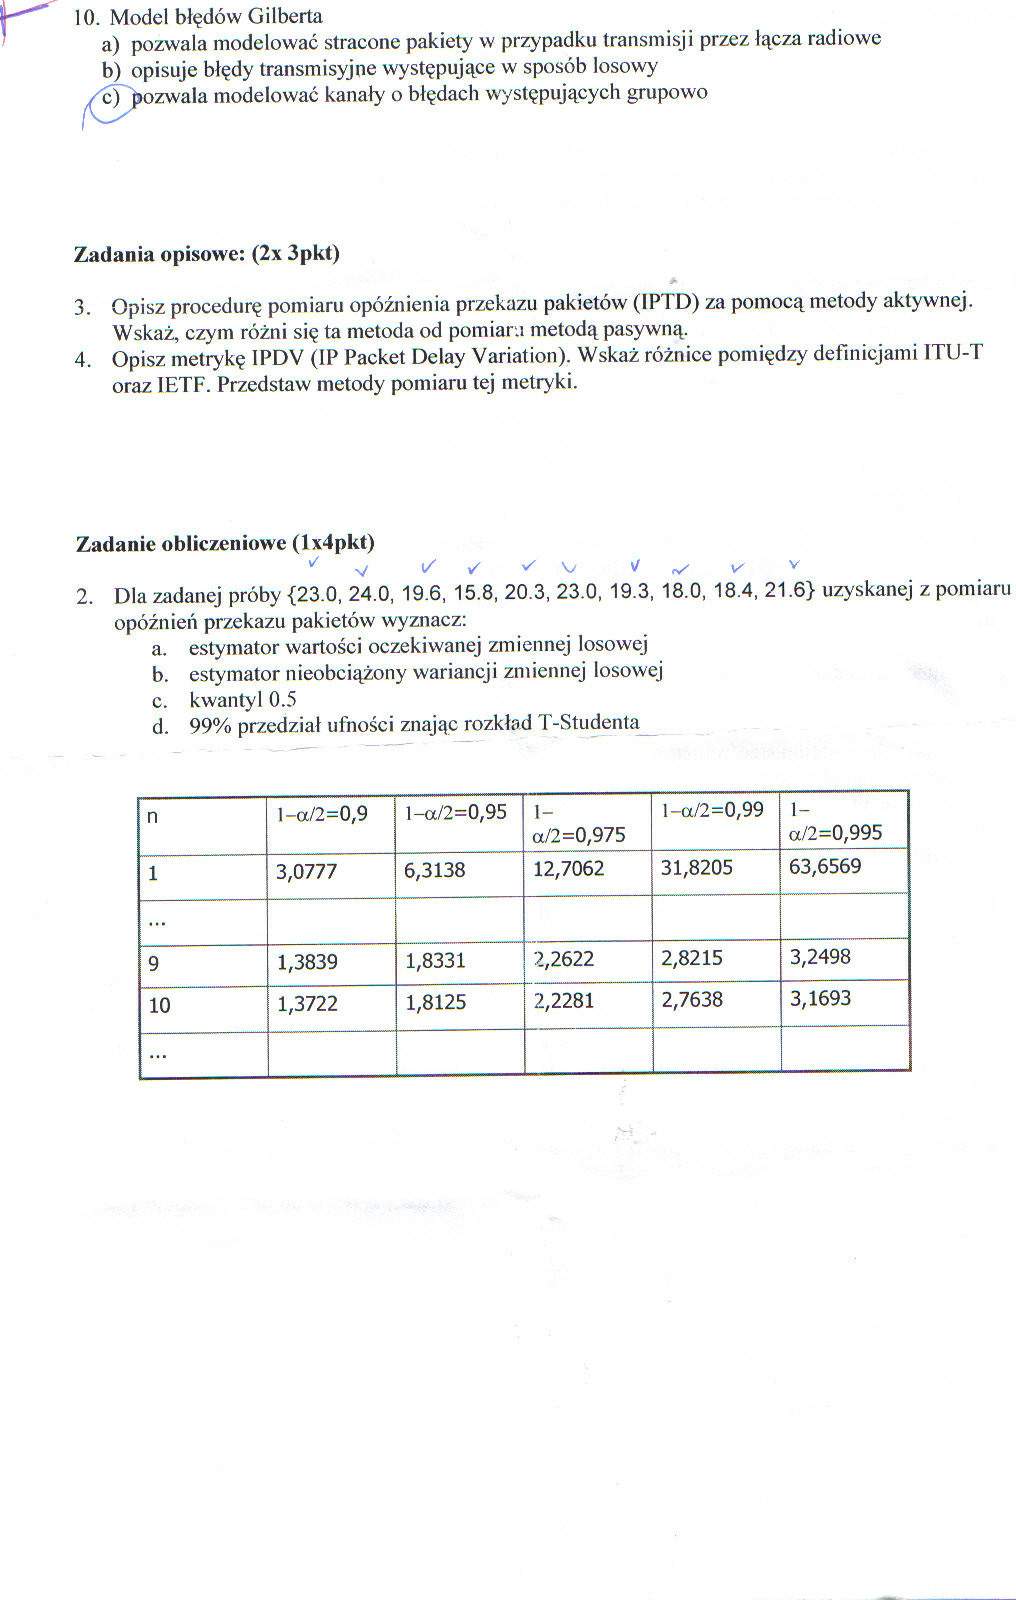 10. Model błędów Gilberta
a) pozwala modelować stracone pakiety w przypadku transmisji przez łącza radiowe
b) opisuje błędy transmisyjne występujące w sposób losowy
c) pozwala modelować kanały o błędach występujących grupowo
Zadania opisowe: (2x 3pkt)
3. Opisz procedurę pomiaru opóźnienia przekazu pakietów (IPTD) za pomocą metody aktywnej.
Wskaż, czym różni się ta metoda od pomiaru metodą pasywną.
4. Opisz metrykę IPDV (IP Packet Delay Variation). Wskaż różnice pomiędzy definicjami ITU-T
oraz IETF. Przedstaw metody pomiaru tej metryki.
Zadanie obliczeniowe (1x4pkt)
2. Dla zadanej próby {23.0, 24.0, 19.6, 15.8, 20.3, 23.0, 19.3, 18.0, 18.4, 21.6} uzyskanej z pomiaru
opóźnień przekazu pakietów wyznacz:
a. estymator wartości oczekiwanej zmiennej losowej
b. estymator nieobciążony wariancji zmiennej losowej
c. kwantyl 0.5
d. 99% przedział ufności znając rozkład T-Studenta
n 1-α/2=0,9 1-α/2=0,95 1-α/2=0,975 1-α/2=0,99 1-α/2=0,995
1 3,0777 6,3138 12,7062 31,8205 63,6569
...
9 1,3839 1,8331 2,2622 2,8215 3,2498
10 1,3722 1,8125 2,2281 2,7638 3,1693
...